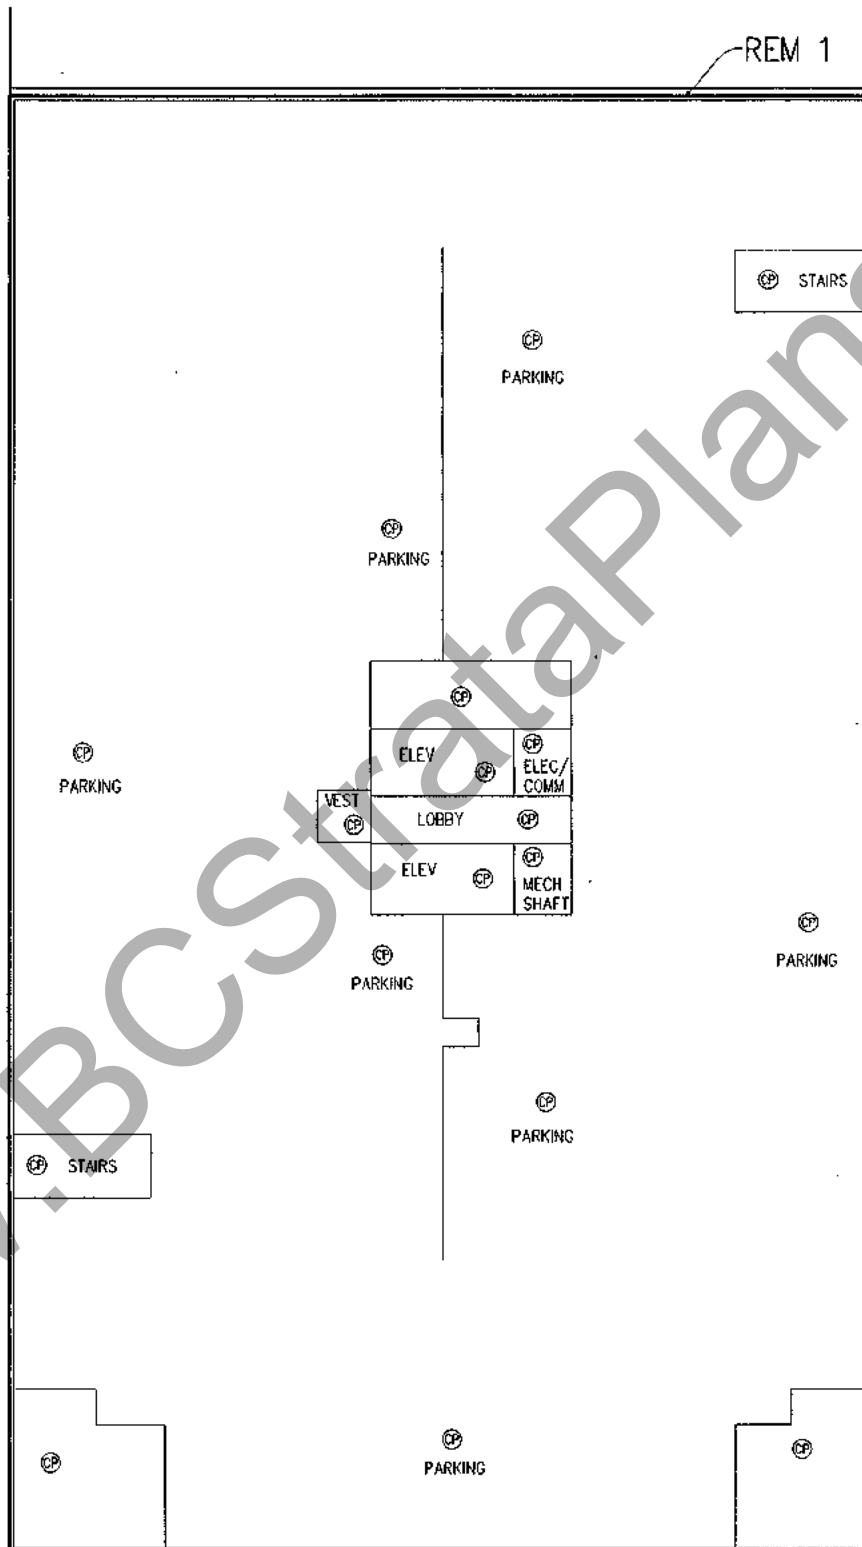 REM 1
CP STAIRS
CP
PARKING
CP
PARKING
CP
CP
PARKING
ELEV
CP
CP
ELEC/
COMM
VEST
CP
LOBBY
CP
ELEV
CP
CP
MECH
SHAFT
CP
PARKING
CP
PARKING
CP
PARKING
CP STAIRS
CP
CP
PARKING
CP
.BCStrataPlans